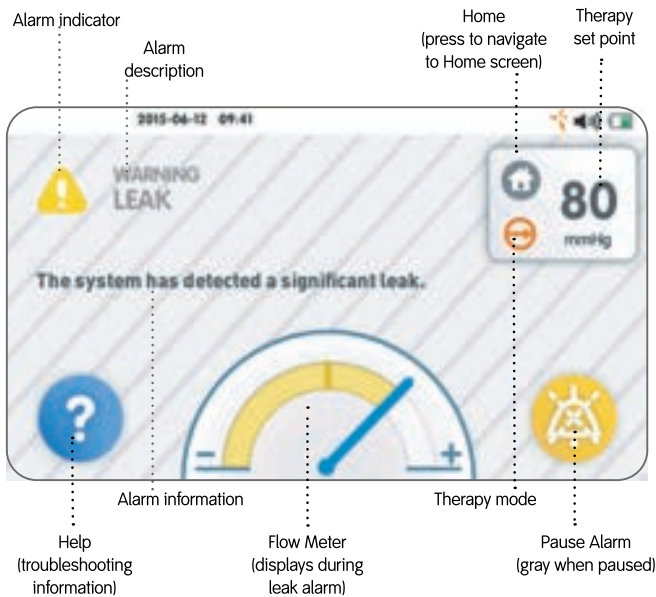 Alarm indicator
Alarm
description
Home
(press to navigate
to Home screen)
Therapy
set point
2015-06-12 09:41
WARNING
LEAK
80
mmHg
The system has detected a significant leak.
?
− +
Alarm information
Therapy mode
Help
(troubleshooting
information)
Flow Meter
(displays during
leak alarm)
Pause Alarm
(gray when paused)